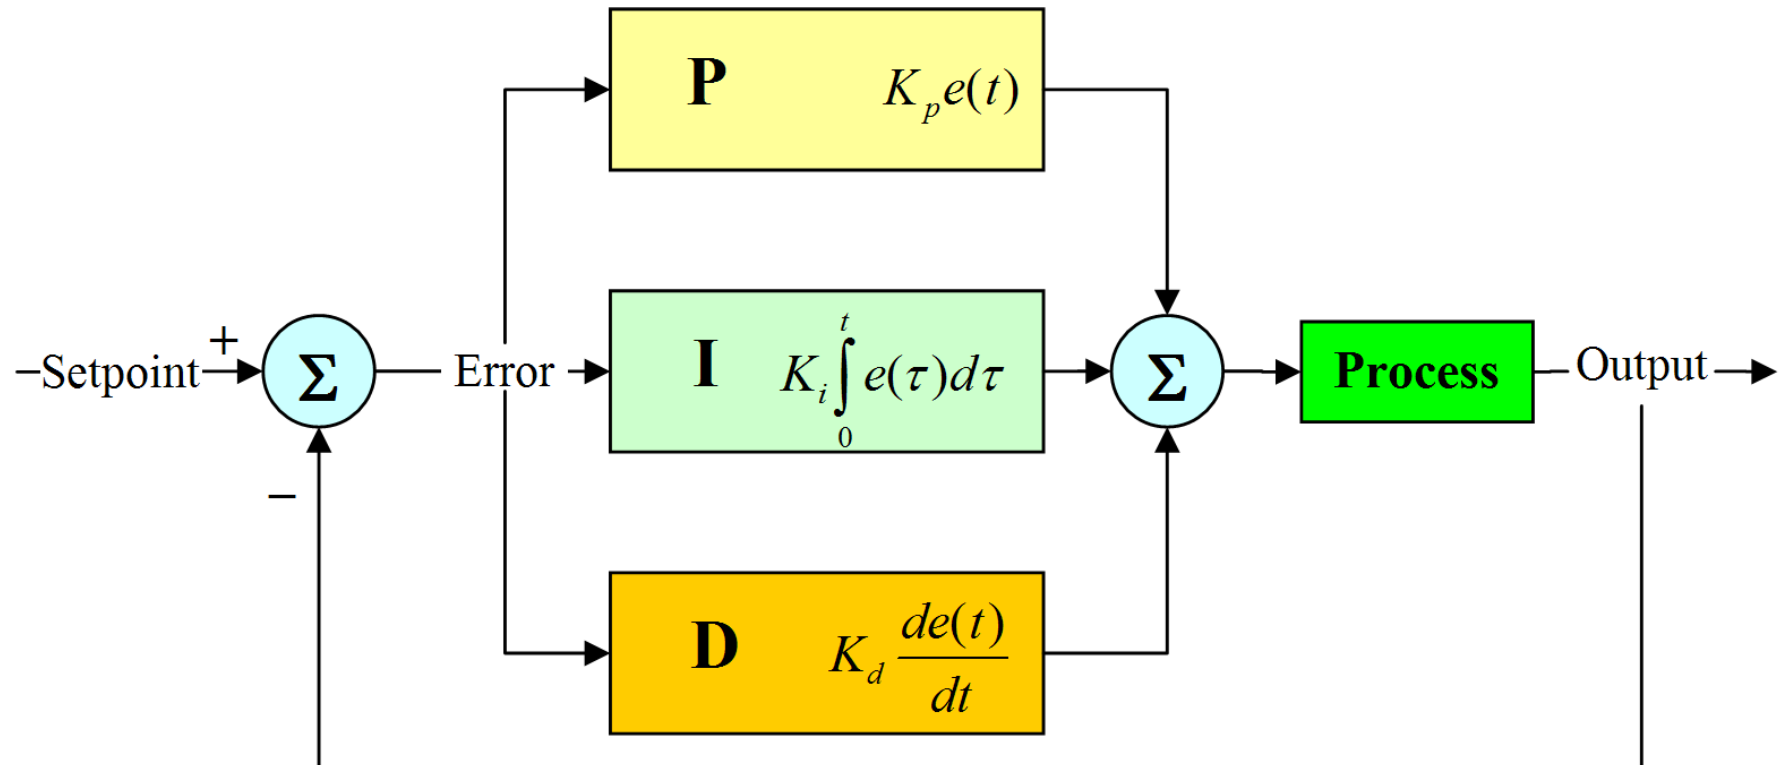 P K_p e(t)
+
–Setpoint Σ Error I K_i ∫_0^t e(τ)dτ Σ Process Output
–
D K_d de(t)/dt